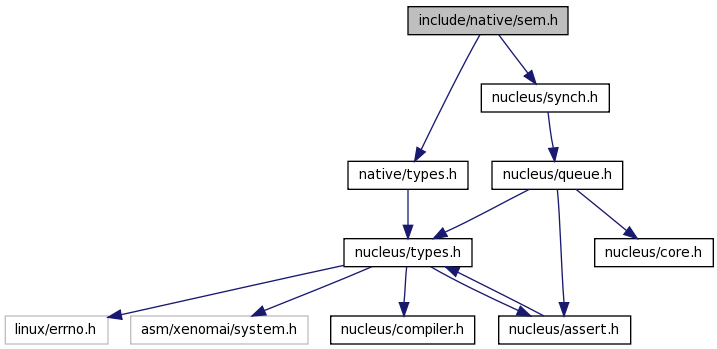 include/native/sem.h
nucleus/synch.h
native/types.h
nucleus/queue.h
nucleus/types.h
nucleus/core.h
linux/errno.h
asm/xenomai/system.h
nucleus/compiler.h
nucleus/assert.h